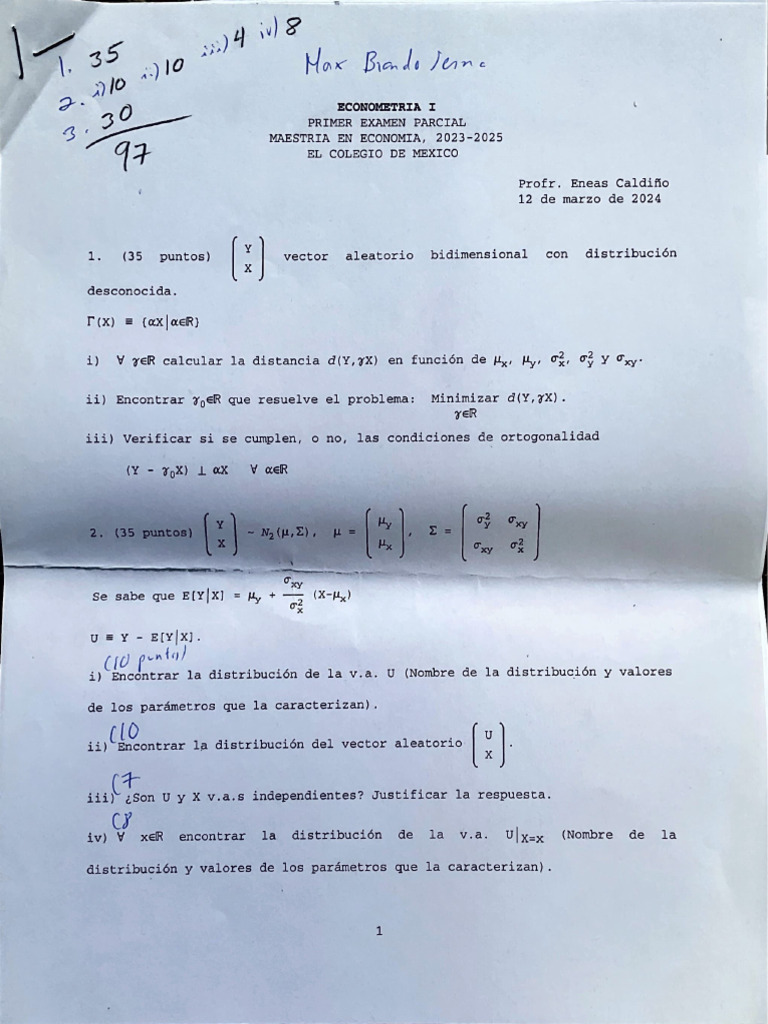 1. 35
2. i) 10 ii) 10 iii) 4 iv) 8
3. 30
97
Max Brando
ECONOMETRIA I
PRIMER EXAMEN PARCIAL
MAESTRIA EN ECONOMIA, 2023-2025
EL COLEGIO DE MEXICO
Profr. Eneas Caldiño
12 de marzo de 2024
1. (35 puntos) (Y X) vector aleatorio bidimensional con distribución
desconocida.
Γ(X) ≡ {αX|α∈ℝ}
i) ∀ γ∈ℝ calcular la distancia d(Y,γX) en función de μx, μy, σ²x, σ²y y σxy.
ii) Encontrar γ₀∈ℝ que resuelve el problema: Minimizar d(Y,γX).
γ∈ℝ
iii) Verificar si se cumplen, o no, las condiciones de ortogonalidad
(Y - γ₀X) ⊥ αX ∀ α∈ℝ
2. (35 puntos) (Y X) ~ N₂(μ,Σ), μ = (μy μx), Σ = (σ²y σxy σxy σ²x)
Se sabe que E[Y|X] = μy + σxy/σ²x (X-μx)
U ≡ Y - E[Y|X].
(10 puntos)
i) Encontrar la distribución de la v.a. U (Nombre de la distribución y valores
de los parámetros que la caracterizan).
(10
ii) Encontrar la distribución del vector aleatorio (U X).
(7
iii) ¿Son U y X v.a.s independientes? Justificar la respuesta.
(8
iv) ∀ x∈ℝ encontrar la distribución de la v.a. U|X=x (Nombre de la
distribución y valores de los parámetros que la caracterizan).
1